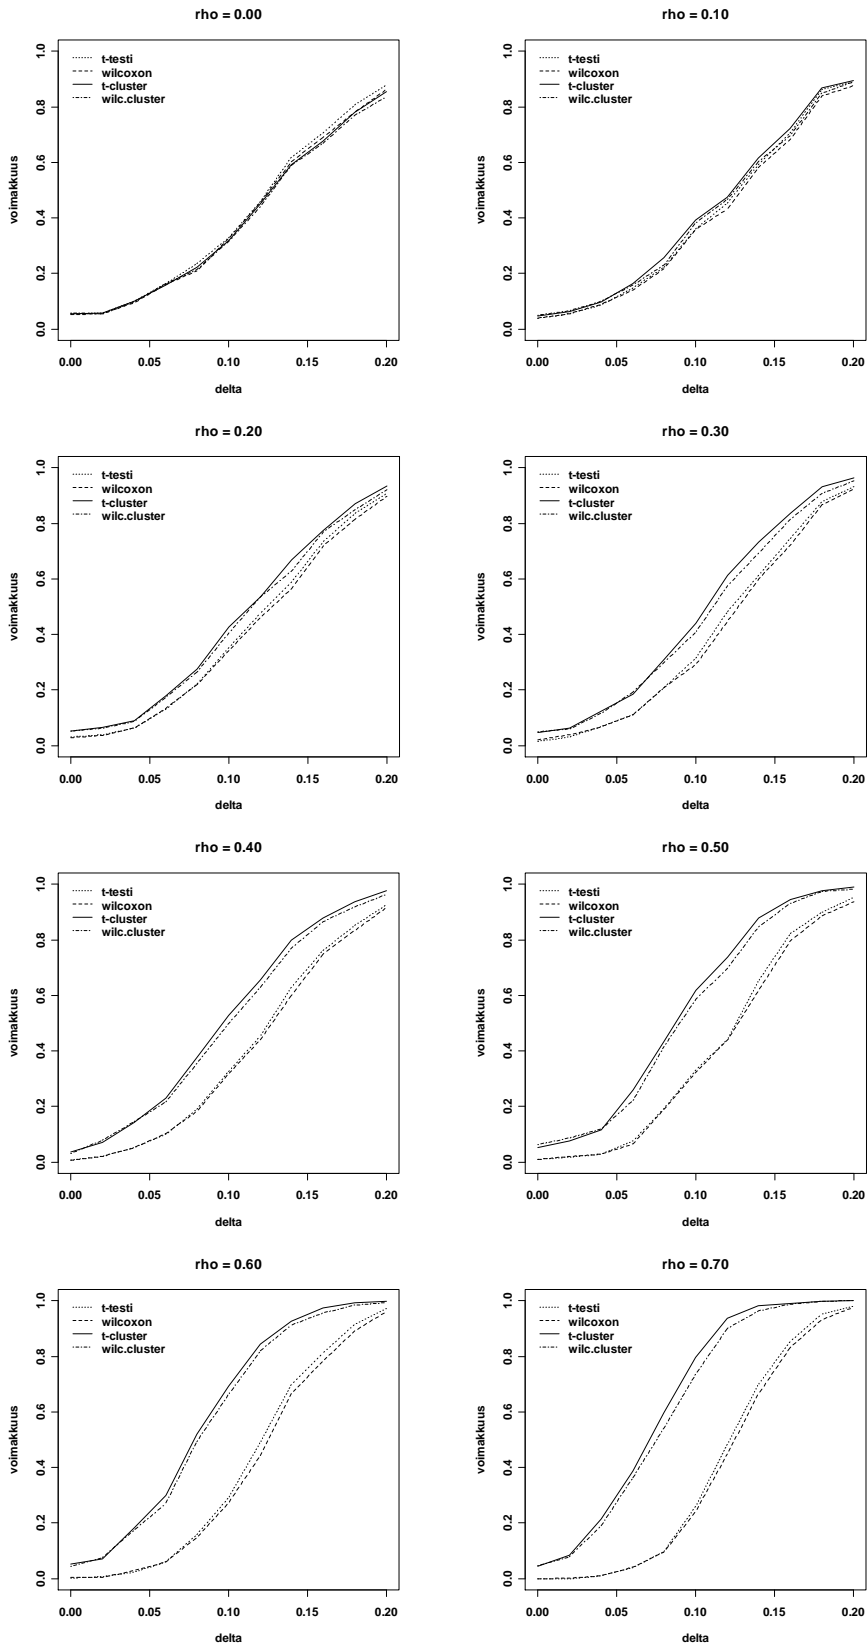 rho = 0.00
t-testi
wilcoxon
t-cluster
wilc.cluster
voimakkuus
0.0
0.2
0.4
0.6
0.8
1.0
0.00 0.05 0.10 0.15 0.20
delta
rho = 0.10
t-testi
wilcoxon
t-cluster
wilc.cluster
voimakkuus
0.0
0.2
0.4
0.6
0.8
1.0
0.00 0.05 0.10 0.15 0.20
delta
rho = 0.20
t-testi
wilcoxon
t-cluster
wilc.cluster
voimakkuus
0.0
0.2
0.4
0.6
0.8
1.0
0.00 0.05 0.10 0.15 0.20
delta
rho = 0.30
t-testi
wilcoxon
t-cluster
wilc.cluster
voimakkuus
0.0
0.2
0.4
0.6
0.8
1.0
0.00 0.05 0.10 0.15 0.20
delta
rho = 0.40
t-testi
wilcoxon
t-cluster
wilc.cluster
voimakkuus
0.0
0.2
0.4
0.6
0.8
1.0
0.00 0.05 0.10 0.15 0.20
delta
rho = 0.50
t-testi
wilcoxon
t-cluster
wilc.cluster
voimakkuus
0.0
0.2
0.4
0.6
0.8
1.0
0.00 0.05 0.10 0.15 0.20
delta
rho = 0.60
t-testi
wilcoxon
t-cluster
wilc.cluster
voimakkuus
0.0
0.2
0.4
0.6
0.8
1.0
0.00 0.05 0.10 0.15 0.20
delta
rho = 0.70
t-testi
wilcoxon
t-cluster
wilc.cluster
voimakkuus
0.0
0.2
0.4
0.6
0.8
1.0
0.00 0.05 0.10 0.15 0.20
delta